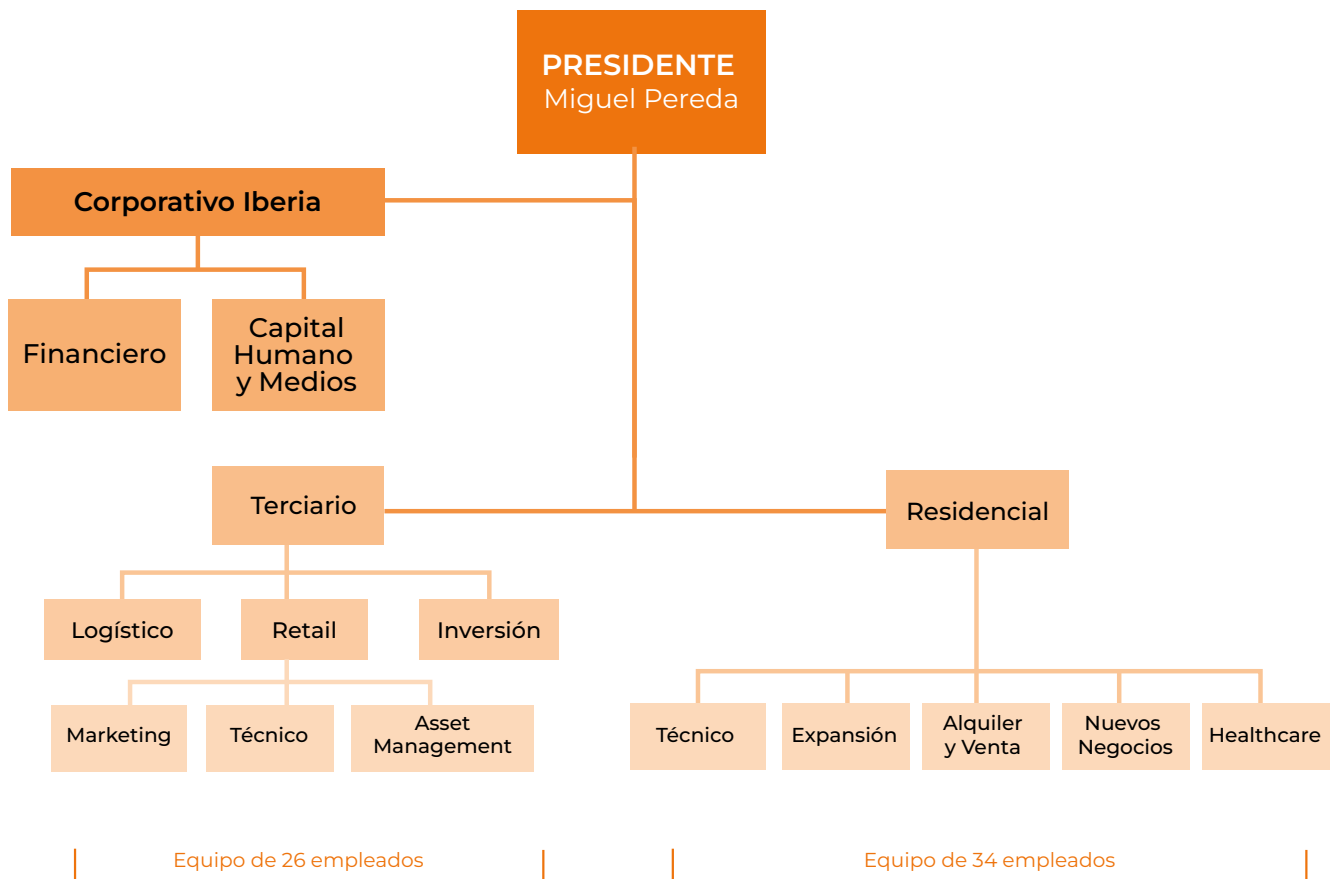 PRESIDENTE
Miguel Pereda
Corporativo Iberia
Financiero
Capital
Humano
y Medios
Terciario
Residencial
Logístico
Retail
Inversión
Marketing
Técnico
Asset
Management
Técnico
Expansión
Alquiler
y Venta
Nuevos
Negocios
Healthcare
Equipo de 26 empleados
Equipo de 34 empleados